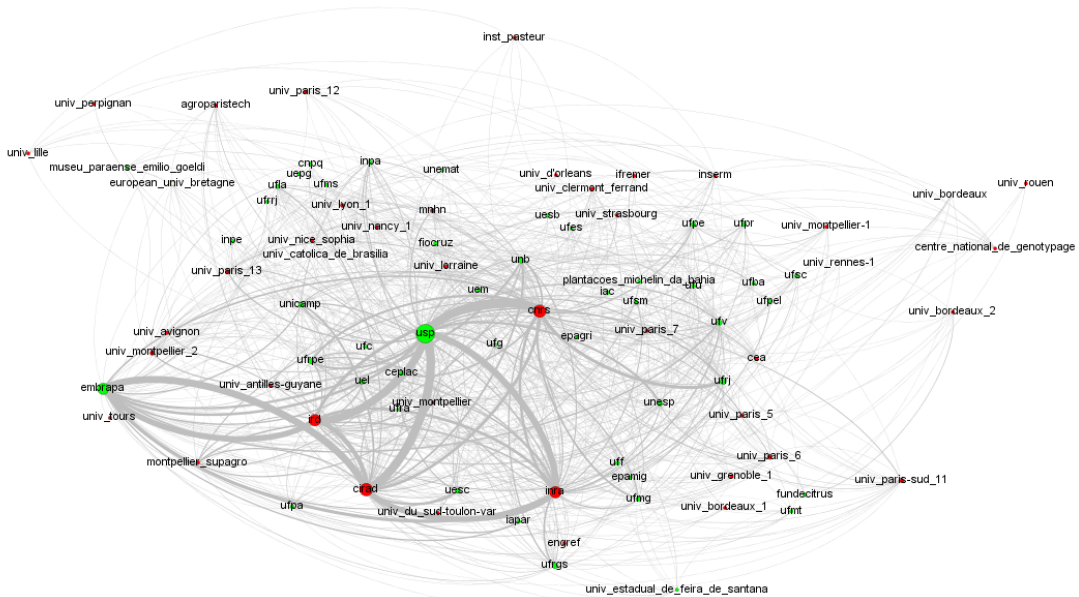 inst_pasteur
univ_paris_12
univ_perpignan
agroparistech
univ_lille
museu_paraense_emilio_goeldi
european_univ_bretagne
cnpq
uepg
inpa
unemat
ufla
ufms
ufrrj
univ_d'orleans
ifremer
inserm
univ_clermont_ferrand
univ_rouen
univ_bordeaux
univ_lyon_1
mnhn
uesb
univ_strasbourg
ufes
ufpe
ufpr
univ_montpellier-1
univ_nancy_1
inpe
univ_nice_sophia
univ_catolica_de_brasilia
fiocruz
centre_national_de_genotypage
univ_paris_13
univ_lorraine
unb
univ_rennes-1
ufsc
plantacoes_michelin_da_bahia
ufu
ufba
uem
iac
ufsm
ufpel
unicamp
cnrs
univ_bordeaux_2
univ_avignon
usp
epagri
univ_paris_7
ufv
univ_montpellier_2
ufrpe
ufc
ufg
cea
embrapa
univ_antilles-guyane
uel
ceplac
ufrj
univ_tours
ird
ufra
univ_montpellier
unesp
univ_paris_5
montpellier_supagro
uff
univ_paris_6
epamig
univ_grenoble_1
univ_paris-sud_11
cirad
uesc
inra
ufmg
fundecitrus
ufpa
univ_du_sud-toulon-var
iapar
univ_bordeaux_1
ufmt
engref
ufrgs
univ_estadual_de_feira_de_santana